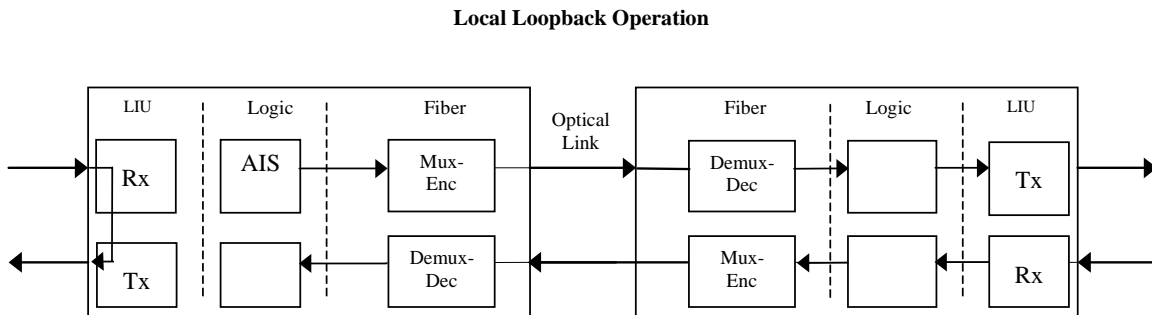 Local Loopback Operation
LIU
Logic
Fiber
Optical
Link
Fiber
Logic
LIU
Rx
AIS
Mux-
Enc
Demux-
Dec
Tx
Tx
Demux-
Dec
Mux-
Enc
Rx